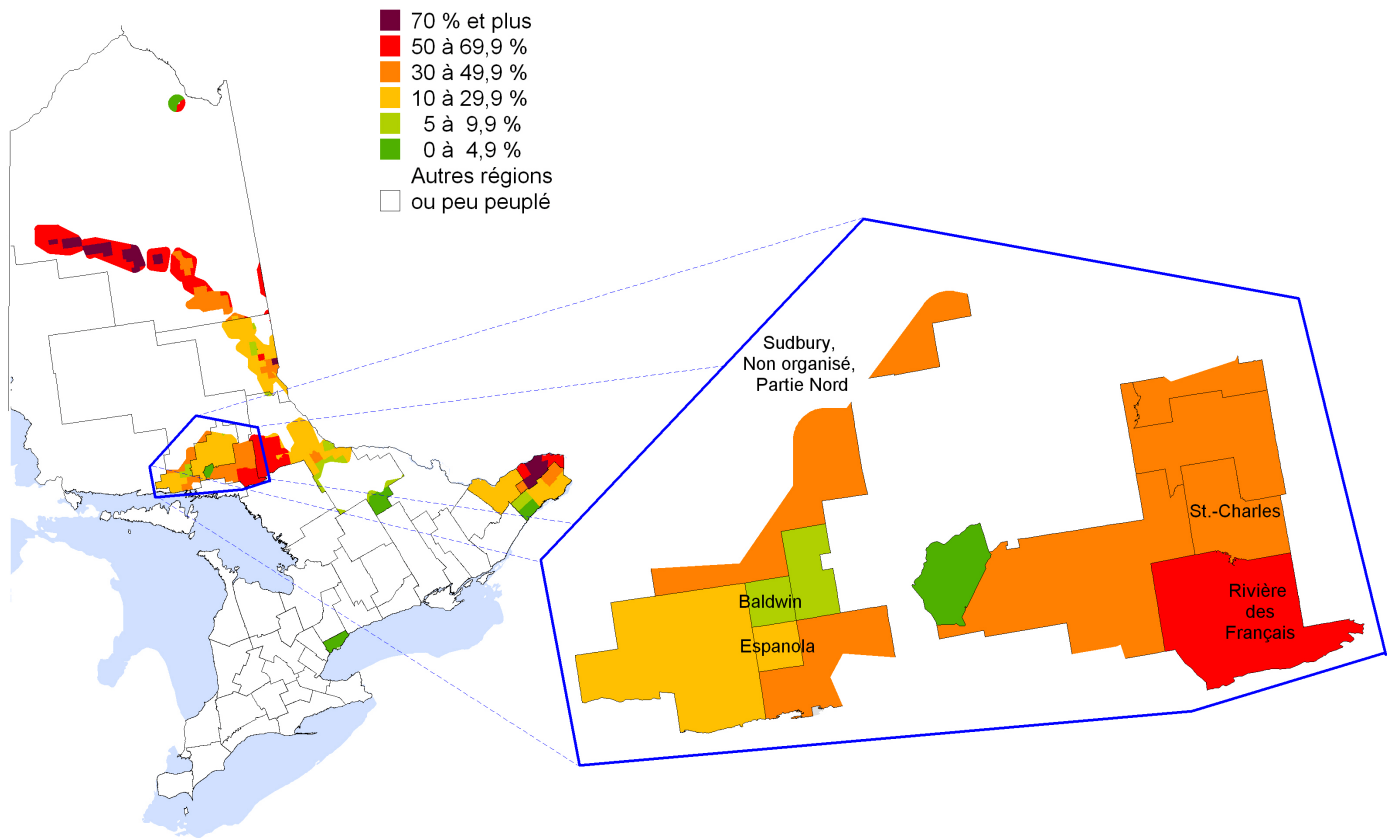 70 % et plus
50 à 69,9 %
30 à 49,9 %
10 à 29,9 %
5 à 9,9 %
0 à 4,9 %
Autres régions
ou peu peuplé
Sudbury,
Non organisé,
Partie Nord
St.-Charles
Baldwin
Rivière
des
Français
Espanola